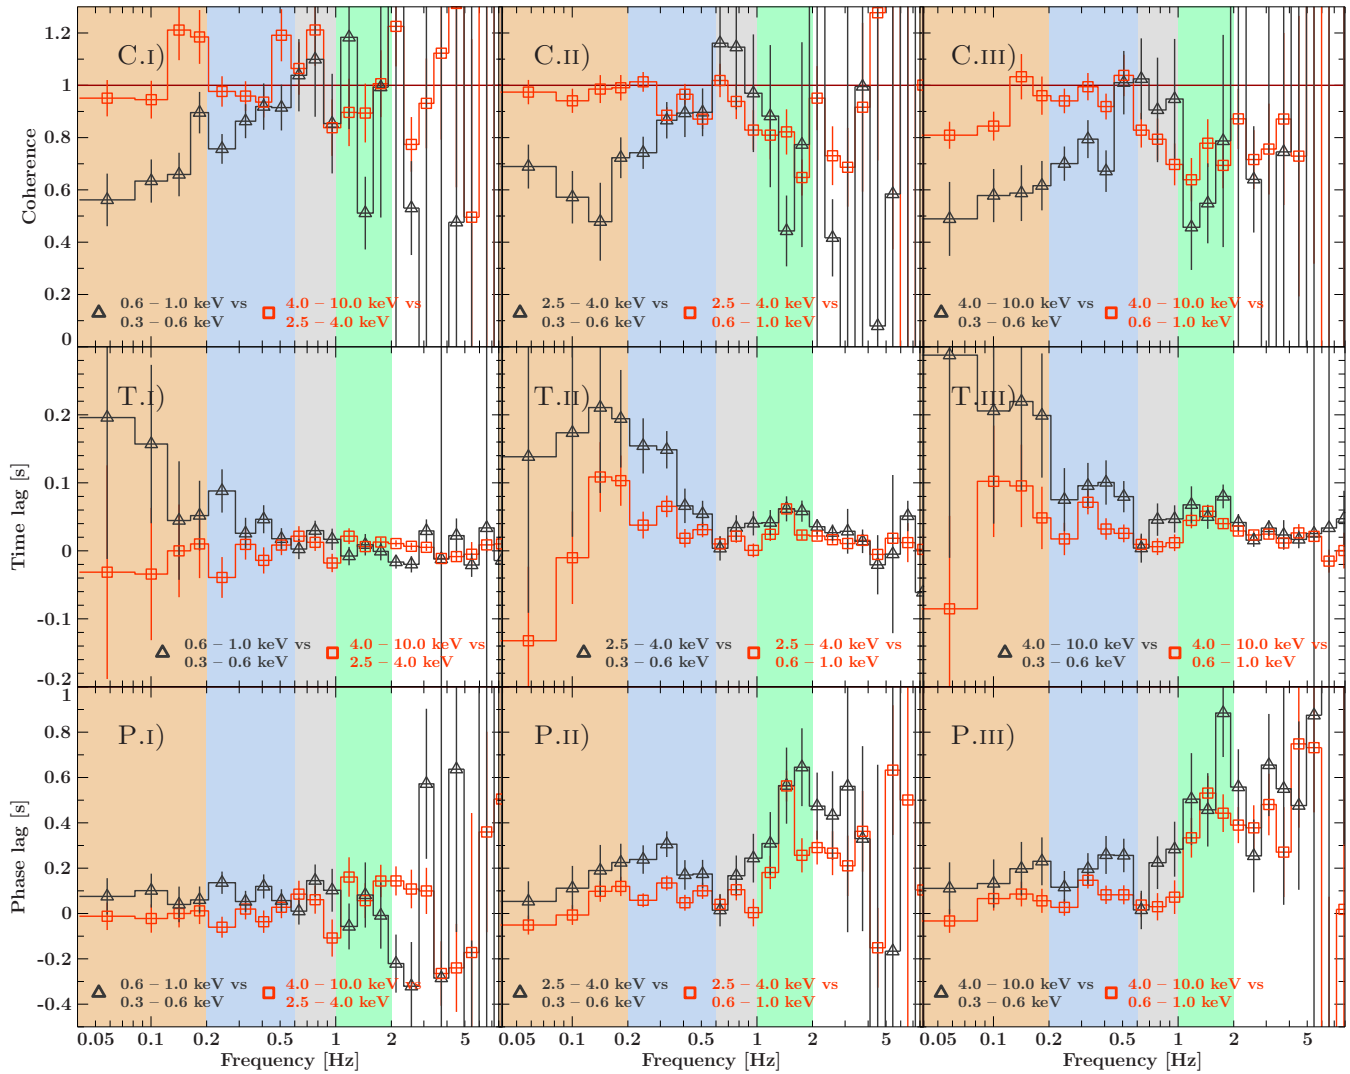 1.2
1
0.8
0.6
0.4
0.2
0
Coherence
C.I)
0.6 – 1.0 keV vs
0.3 – 0.6 keV
4.0 – 10.0 keV vs
2.5 – 4.0 keV
C.II)
2.5 – 4.0 keV vs
0.3 – 0.6 keV
2.5 – 4.0 keV vs
0.6 – 1.0 keV
C.III)
4.0 – 10.0 keV vs
0.3 – 0.6 keV
4.0 – 10.0 keV vs
0.6 – 1.0 keV
0.2
0.1
0
-0.1
-0.2
Time lag [s]
T.I)
0.6 – 1.0 keV vs
0.3 – 0.6 keV
4.0 – 10.0 keV vs
2.5 – 4.0 keV
T.II)
2.5 – 4.0 keV vs
0.3 – 0.6 keV
2.5 – 4.0 keV vs
0.6 – 1.0 keV
T.III)
4.0 – 10.0 keV vs
0.3 – 0.6 keV
4.0 – 10.0 keV vs
0.6 – 1.0 keV
1
0.8
0.6
0.4
0.2
0
-0.2
-0.4
Phase lag [s]
P.I)
0.6 – 1.0 keV vs
0.3 – 0.6 keV
4.0 – 10.0 keV vs
2.5 – 4.0 keV
P.II)
2.5 – 4.0 keV vs
0.3 – 0.6 keV
2.5 – 4.0 keV vs
0.6 – 1.0 keV
P.III)
4.0 – 10.0 keV vs
0.3 – 0.6 keV
4.0 – 10.0 keV vs
0.6 – 1.0 keV
0.05 0.1 0.2 0.5 1 2 5
0.05 0.1 0.2 0.5 1 2 5
0.05 0.1 0.2 0.5 1 2 5
Frequency [Hz]
Frequency [Hz]
Frequency [Hz]